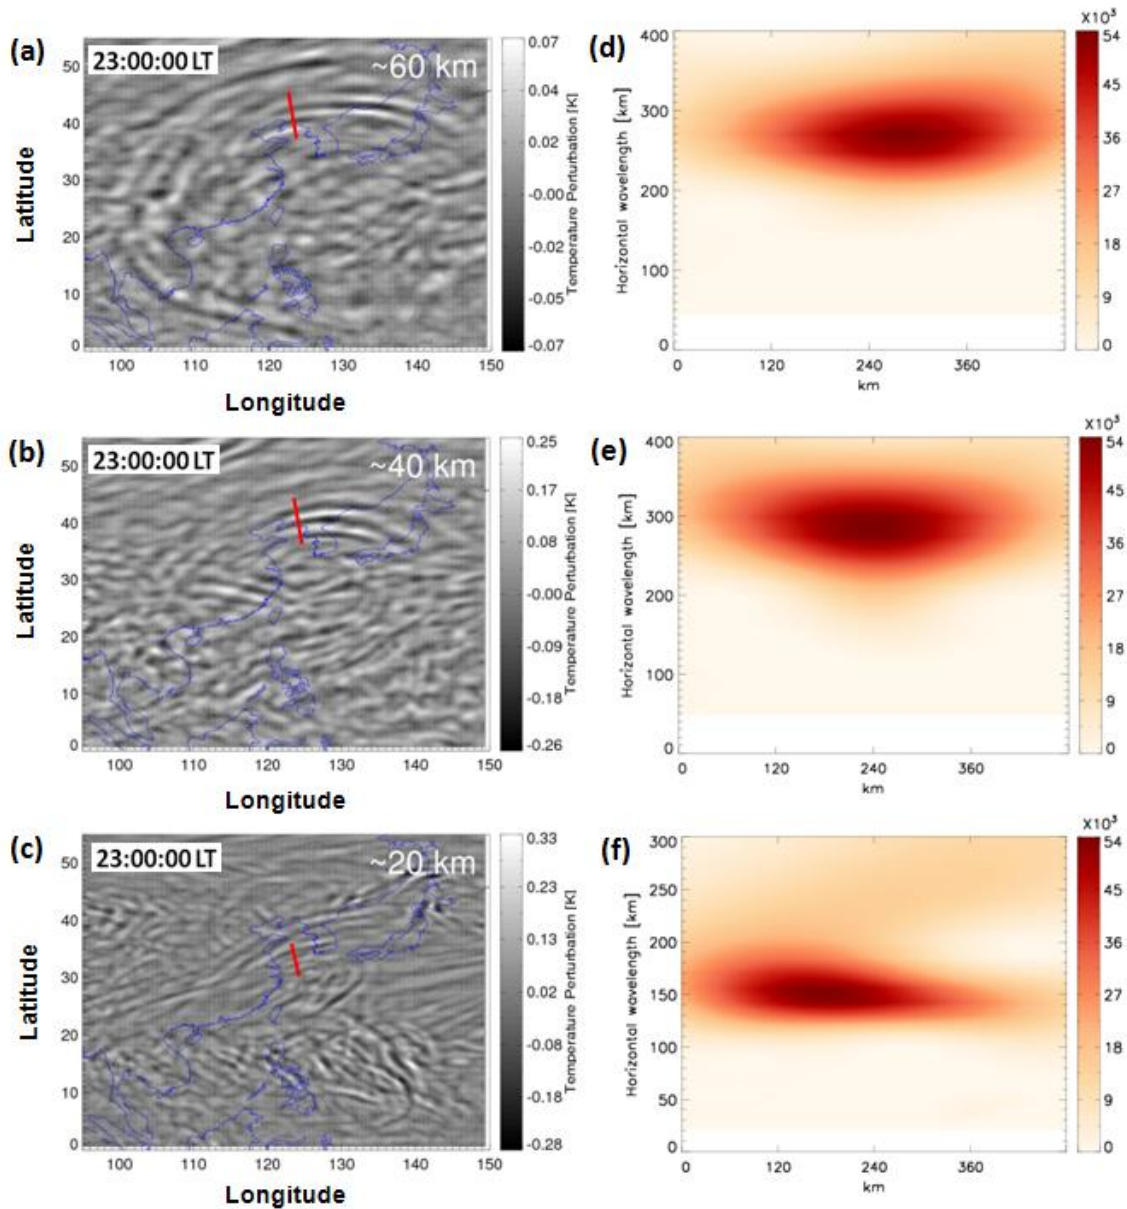 (a)
23:00:00 LT
~60 km
Latitude
50
40
30
20
10
0
100 110 120 130 140 150
Longitude
0.07
0.04
0.02
-0.00
-0.02
-0.05
-0.07
Temperature Perturbation [K]
(d)
X10³
Horizontal wavelength [km]
400
300
200
100
0
0 120 240 360
km
54
45
36
27
18
9
0
(b)
23:00:00 LT
~40 km
Latitude
50
40
30
20
10
0
100 110 120 130 140 150
Longitude
0.25
0.17
0.08
-0.00
-0.09
-0.18
-0.26
Temperature Perturbation [K]
(e)
X10³
Horizontal wavelength [km]
400
300
200
100
0
0 120 240 360
km
54
45
36
27
18
9
0
(c)
23:00:00 LT
~20 km
Latitude
50
40
30
20
10
0
100 110 120 130 140 150
Longitude
0.33
0.23
0.13
0.02
-0.08
-0.18
-0.28
Temperature Perturbation [K]
(f)
X10³
Horizontal wavelength [km]
300
250
200
150
100
50
0
0 120 240 360
km
54
45
36
27
18
9
0